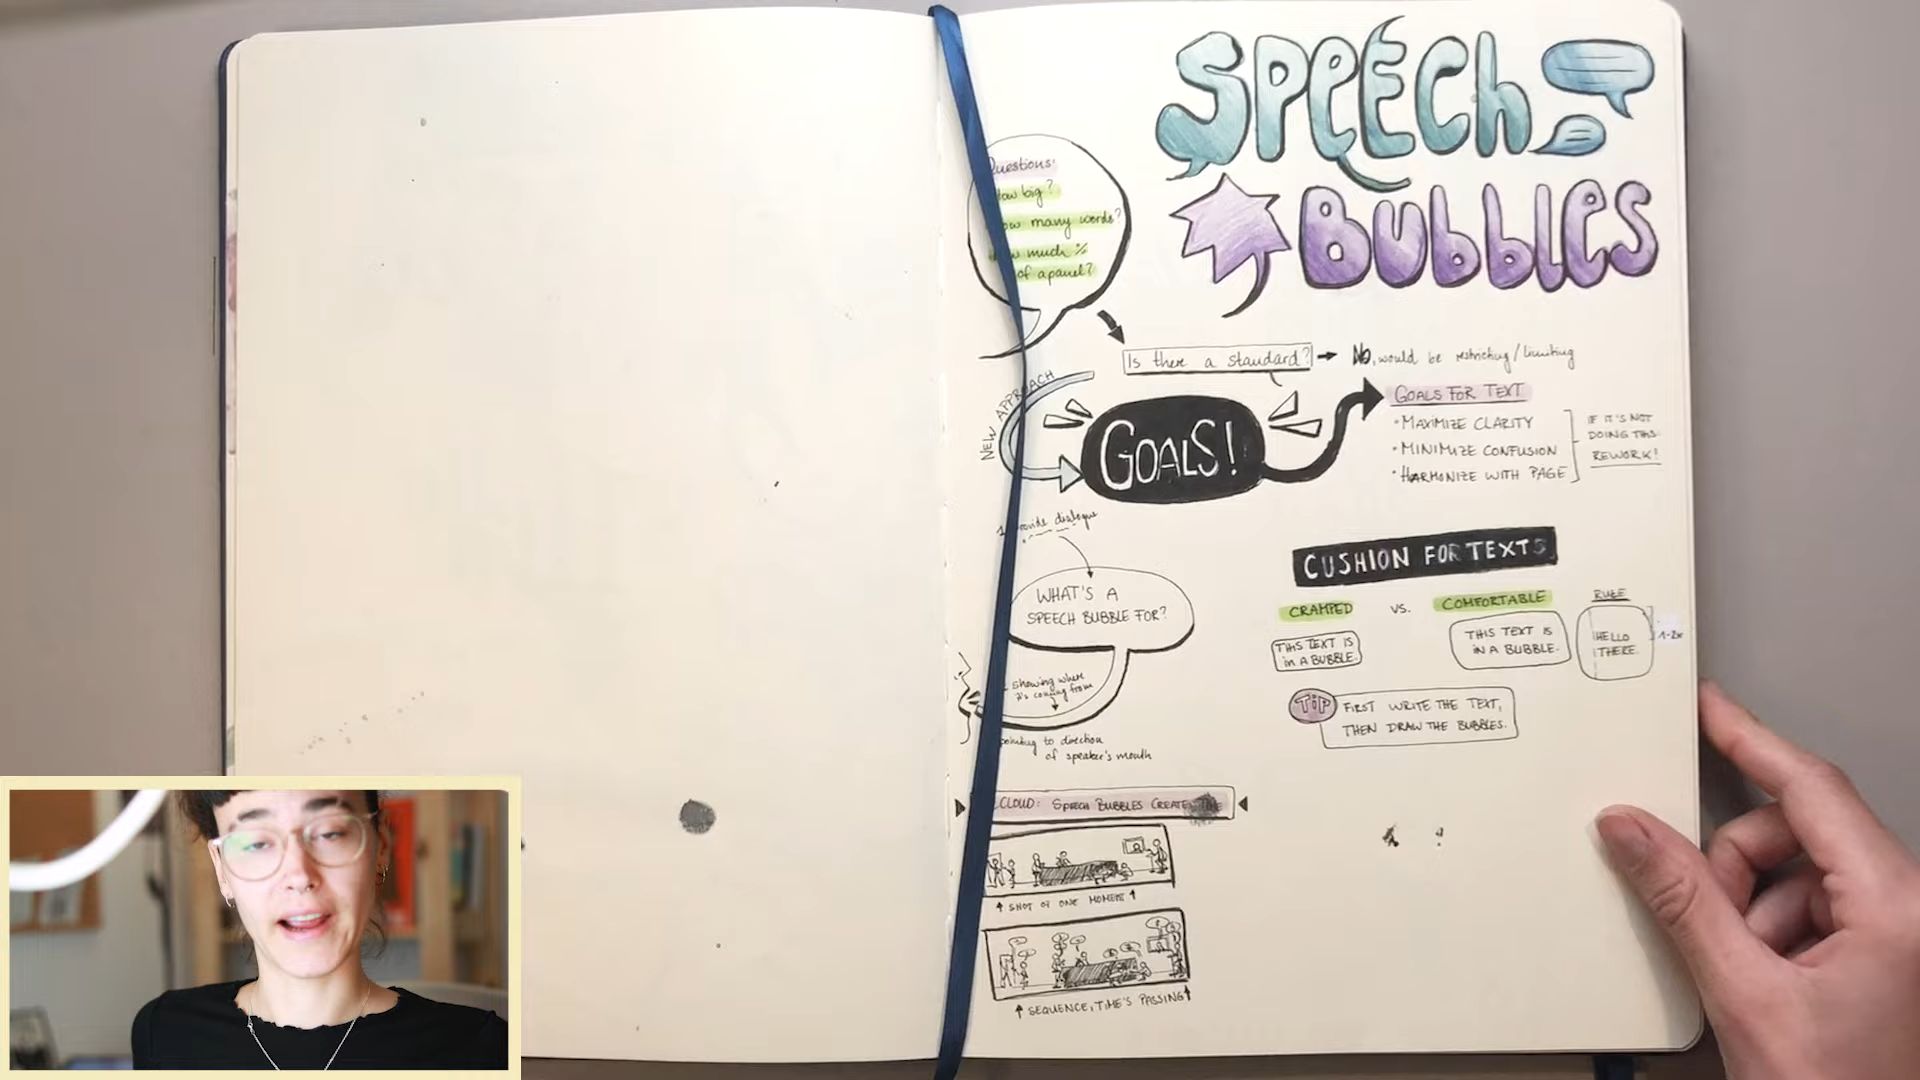 SPEECH
BUBBLES
Questions:
How big?
How many words?
How much %
of a panel?
Is there a standard? → No, would be restricting/limiting
NEW APPROACH
GOALS!
GOALS FOR TEXT
• MAXIMIZE CLARITY
• MINIMIZE CONFUSION
• HARMONIZE WITH PAGE
IF IT'S NOT
DOING THIS:
REWORK!
provide dialogue
WHAT'S A
SPEECH BUBBLE FOR?
showing where
it's coming from
pointing to direction
of speaker's mouth
CUSHION FOR TEXTS
CRAMPED vs. COMFORTABLE
THIS TEXT IS
in A BUBBLE.
THIS TEXT IS
iN A BUBBLE.
RULE
HELLO
THERE.
1-2x
TIP
FIRST WRITE THE TEXT,
THEN DRAW THE BUBBLES.
CLOUD: SPEECH BUBBLES CREATE TIME
↑ SHOT OF ONE MOMENT ↑
↑ SEQUENCE, TIME'S PASSING ↑